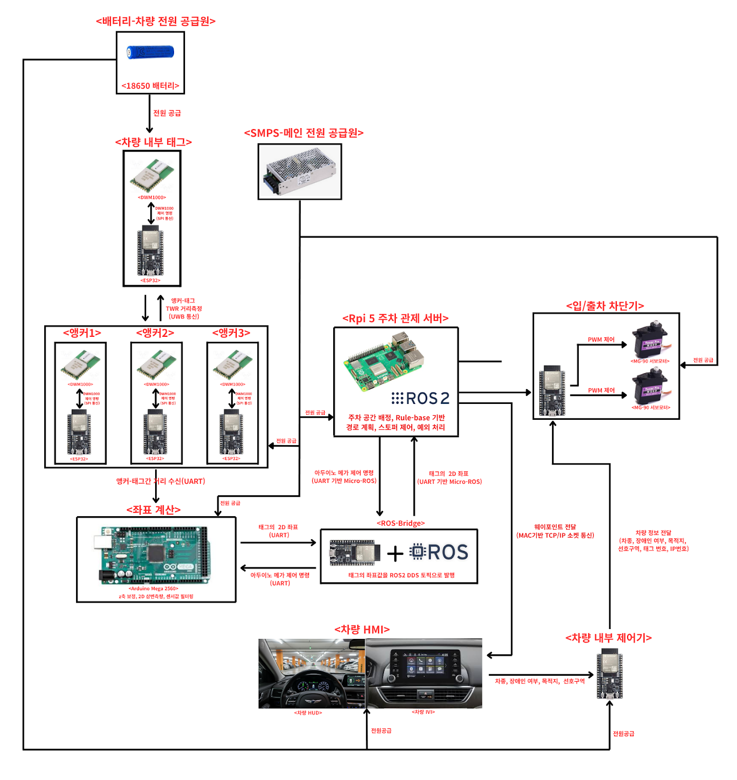 <배터리-차량 전원 공급원>
<18650 배터리>
전원 공급
<차량 내부 태그>
<DWM1000>
DWM1000
제어 명령
(SPI 통신)
<ESP32>
<SMPS-메인 전원 공급원>
앵커-태그
TWR 거리측정
(UWB 통신)
<앵커1>
<앵커2>
<앵커3>
<DWM1000>
<DWM1000>
<DWM1000>
DWM1000
제어 명령
(SPI 통신)
DWM1000
제어 명령
(SPI 통신)
DWM1000
제어 명령
(SPI 통신)
<ESP32>
<ESP32>
<ESP32>
전원 공급
<Rpi 5 주차 관제 서버>
ROS 2
주차 공간 배정, Rule-base 기반
경로 계획, 스토퍼 제어, 예외 처리
전원 공급
<입/출차 차단기>
PWM 제어
<MG-90 서보모터>
PWM 제어
<MG-90 서보모터>
전원 공급
앵커-태그간 거리 수신(UART)
전원 공급
<좌표 계산>
<Arduino Mega 2560>
z축 보정, 2D 삼변측량, 센서값 필터링
태그의 2D 좌표
(UART)
아두이노 메가 제어 명령
(UART)
아두이노 메가 제어 명령
(UART 기반 Micro-ROS)
태그의 2D 좌표
(UART 기반 Micro-ROS)
<ROS-Bridge>
ROS
태그의 좌표값을 ROS2 DDS 토픽으로 발행
웨이포인트 전달
(MAC기반 TCP/IP 소켓 통신)
차량 정보 전달
(차종, 장애인 여부, 목적지,
선호구역, 태그 번호, IP번호)
<차량 HMI>
<차량 HUD>
<차량 IVI>
차종, 장애인 여부, 목적지, 선호구역
<차량 내부 제어기>
전원공급
전원공급